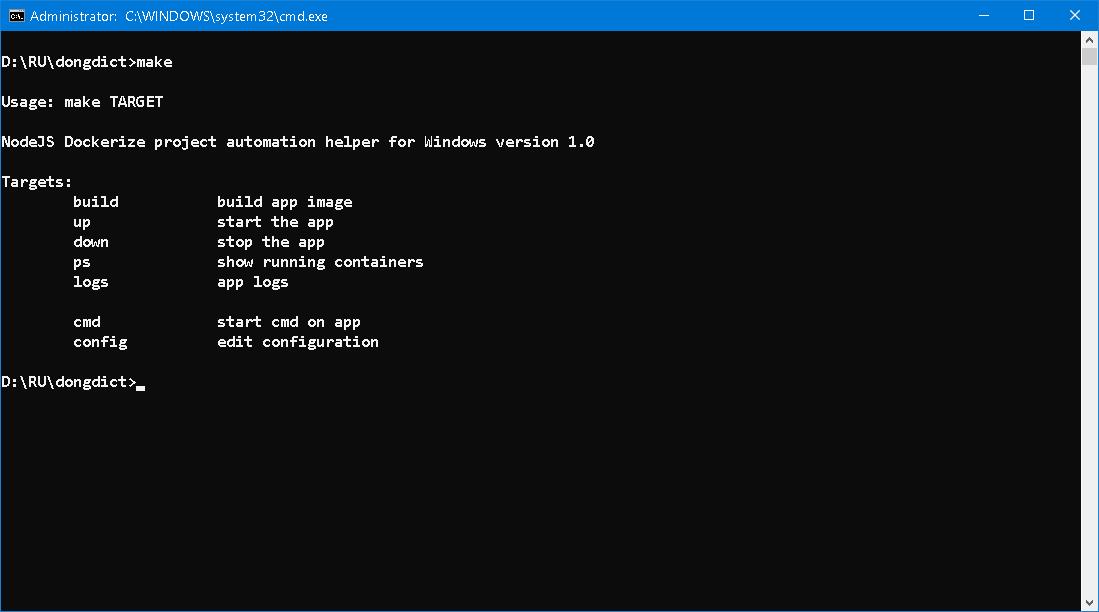 Administrator: C:\WINDOWS\system32\cmd.exe
D:\RU\dongdict>make
Usage: make TARGET
NodeJS Dockerize project automation helper for Windows version 1.0
Targets:
build build app image
up start the app
down stop the app
ps show running containers
logs app logs
cmd start cmd on app
config edit configuration
D:\RU\dongdict>